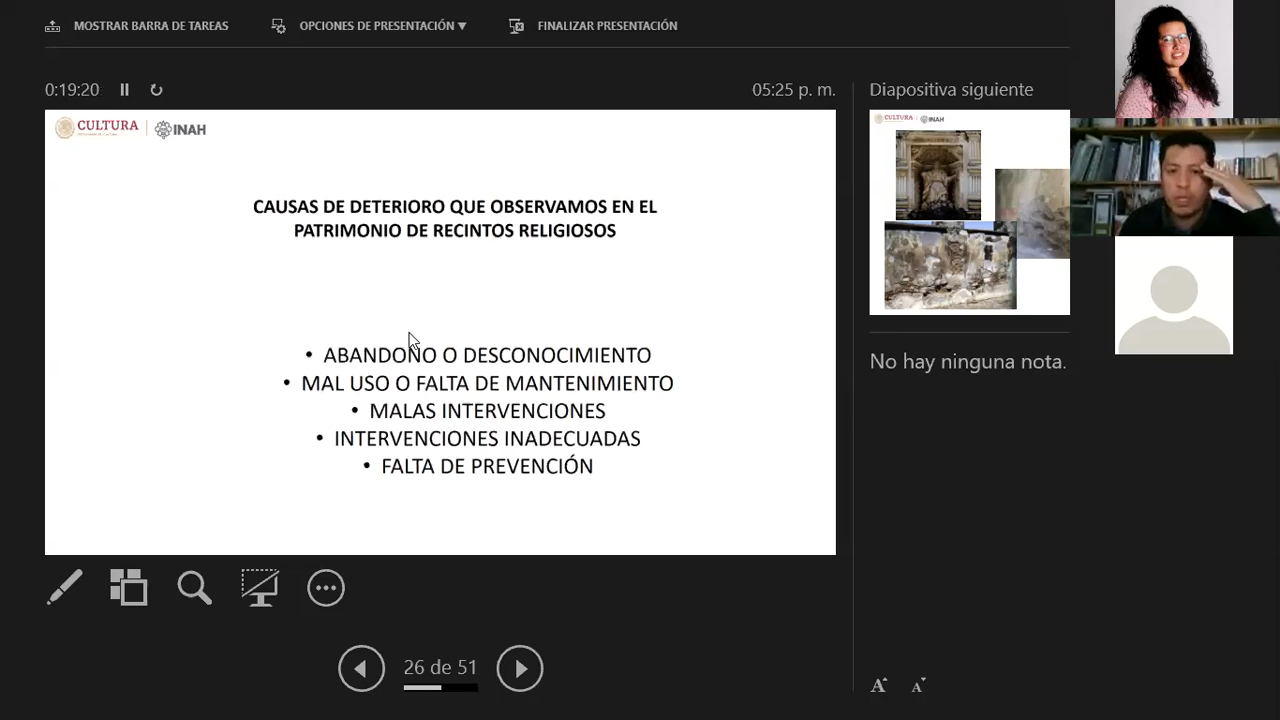 MOSTRAR BARRA DE TAREAS
OPCIONES DE PRESENTACIÓN ▼
FINALIZAR PRESENTACIÓN
0:19:20
05:25 p. m.
CULTURA
INAH
CAUSAS DE DETERIORO QUE OBSERVAMOS EN EL
PATRIMONIO DE RECINTOS RELIGIOSOS
• ABANDONO O DESCONOCIMIENTO
• MAL USO O FALTA DE MANTENIMIENTO
• MALAS INTERVENCIONES
• INTERVENCIONES INADECUADAS
• FALTA DE PREVENCIÓN
26 de 51
Diapositiva siguiente
CULTURA
INAH
No hay ninguna nota.
A A